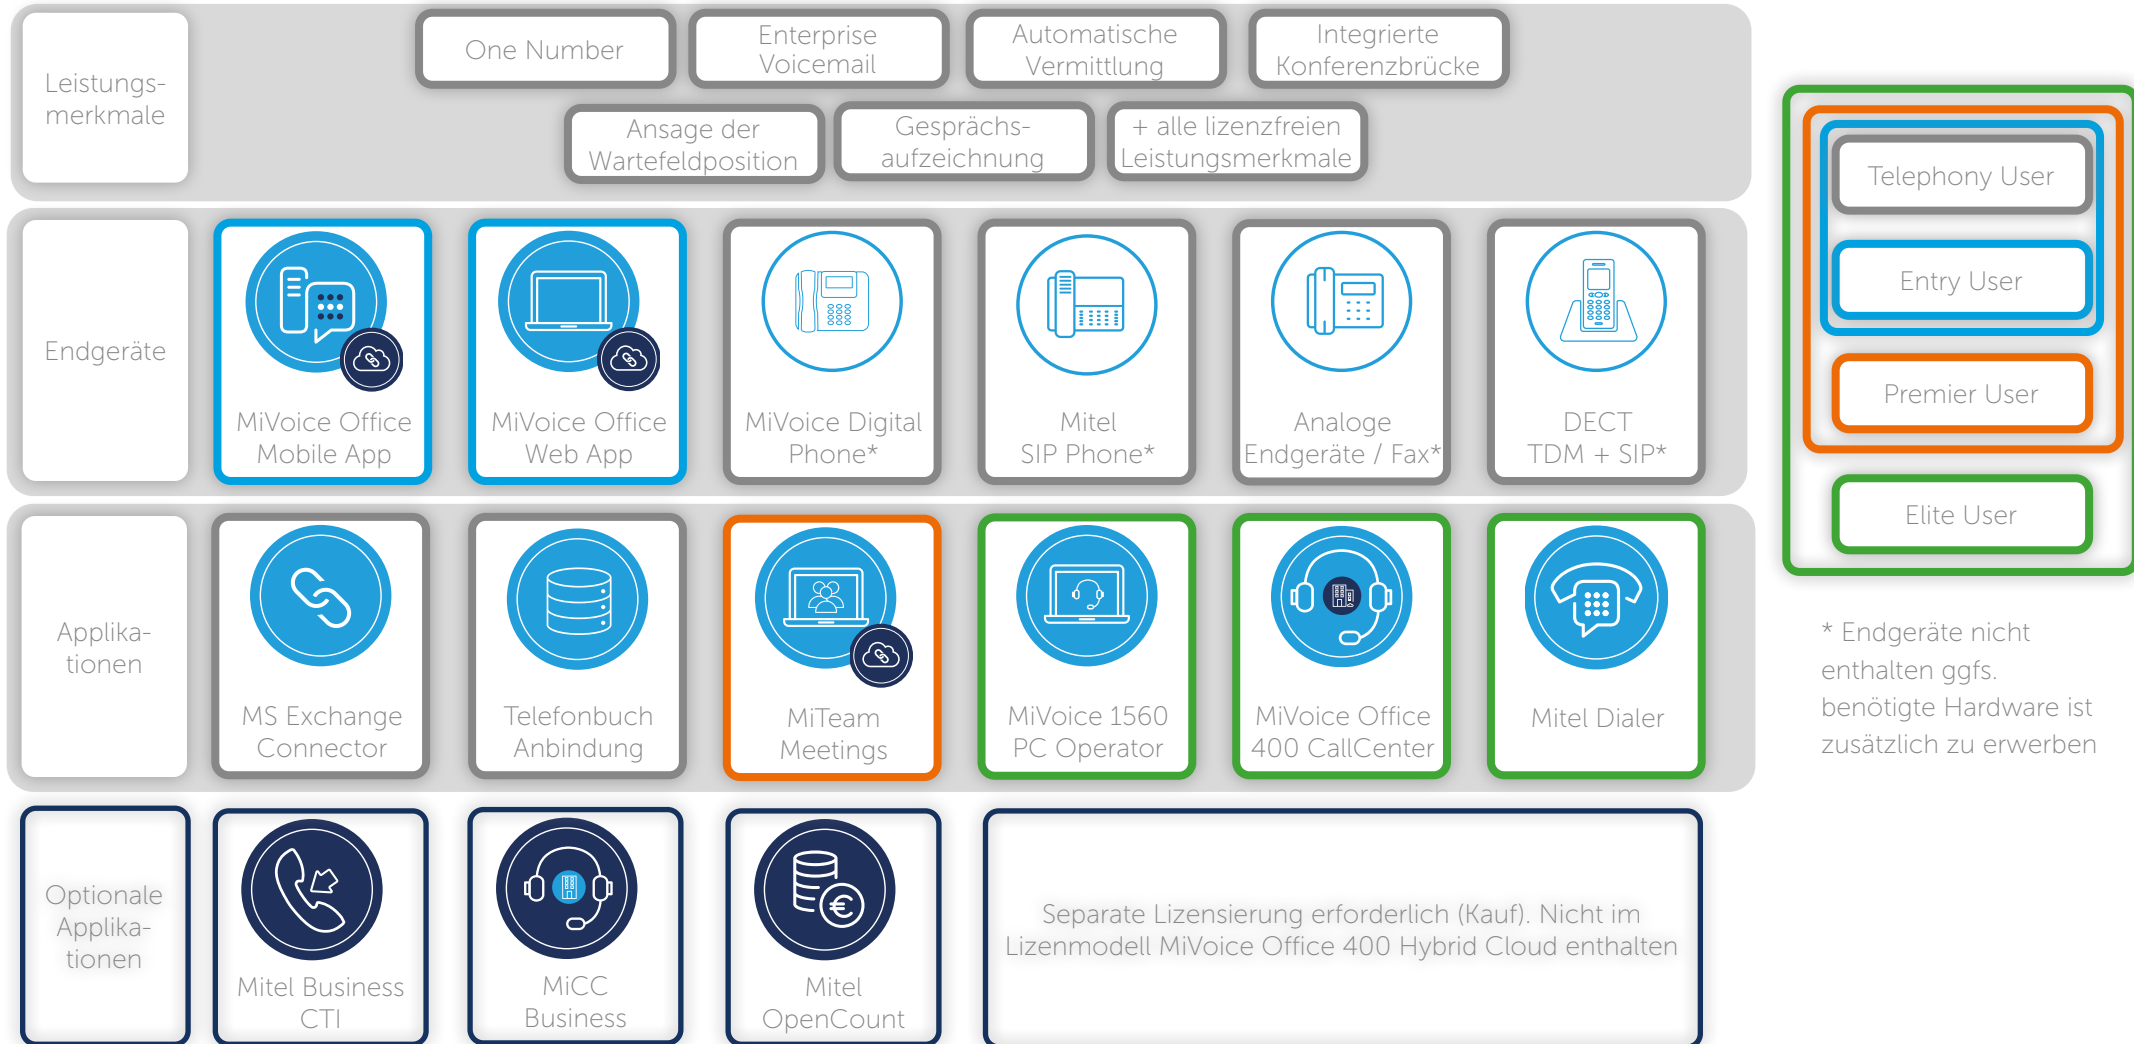 Leistungs-
merkmale
One Number
Enterprise
Voicemail
Automatische
Vermittlung
Integrierte
Konferenzbrücke
Ansage der
Wartefeldposition
Gesprächs-
aufzeichnung
+ alle lizenzfreien
Leistungsmerkmale
Endgeräte
MiVoice Office
Mobile App
MiVoice Office
Web App
MiVoice Digital
Phone*
Mitel
SIP Phone*
Analoge
Endgeräte / Fax*
DECT
TDM + SIP*
Applika-
tionen
MS Exchange
Connector
Telefonbuch
Anbindung
MiTeam
Meetings
MiVoice 1560
PC Operator
MiVoice Office
400 CallCenter
Mitel Dialer
Optionale
Applika-
tionen
Mitel Business
CTI
MiCC
Business
Mitel
OpenCount
Separate Lizensierung erforderlich (Kauf). Nicht im
Lizenmodell MiVoice Office 400 Hybrid Cloud enthalten
Telephony User
Entry User
Premier User
Elite User
* Endgeräte nicht
enthalten ggfs.
benötigte Hardware ist
zusätzlich zu erwerben